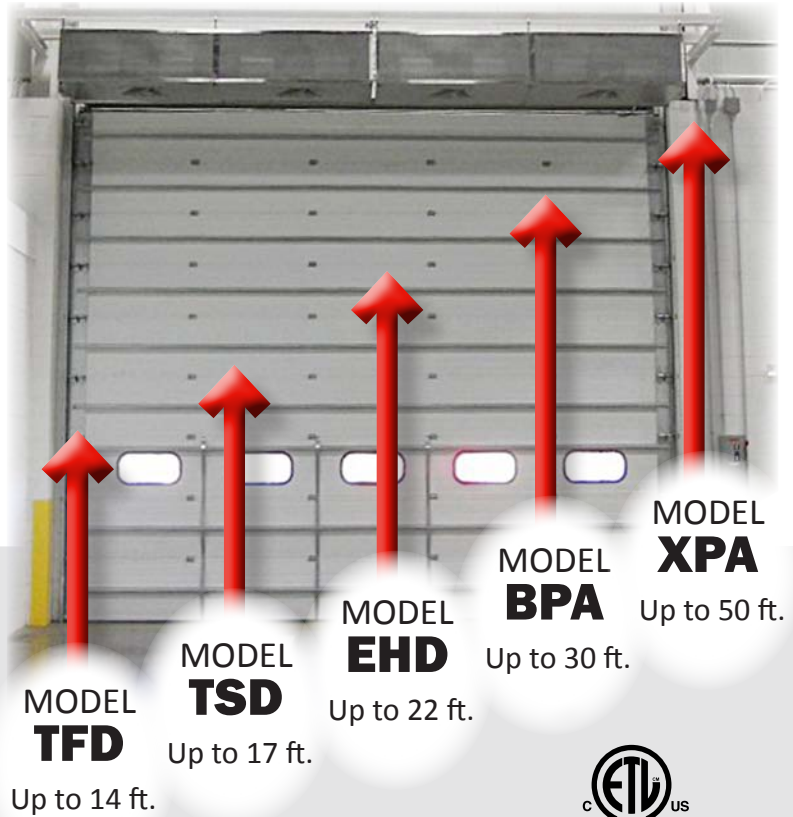 MODEL
TFD
Up to 14 ft.
MODEL
TSD
Up to 17 ft.
MODEL
EHD
Up to 22 ft.
MODEL
BPA
Up to 30 ft.
MODEL
XPA
Up to 50 ft.
C ETL CM US